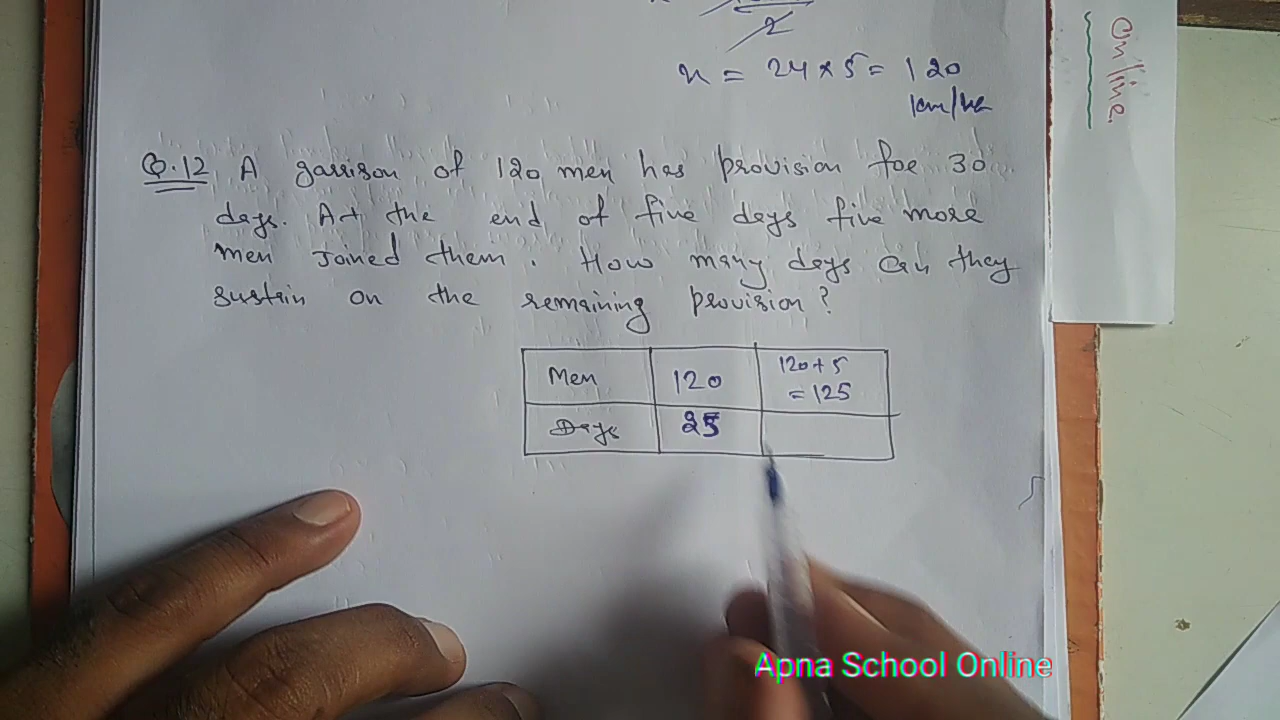 2
x = 24 * 5 = 120
km/hr
Online.
Q.12 A garrison of 120 men has provision for 30
days. At the end of five days five more
men joined them. How many days can they
sustain on the remaining provision?
Men 120 120+5
= 125
Days 25
Apna School Online